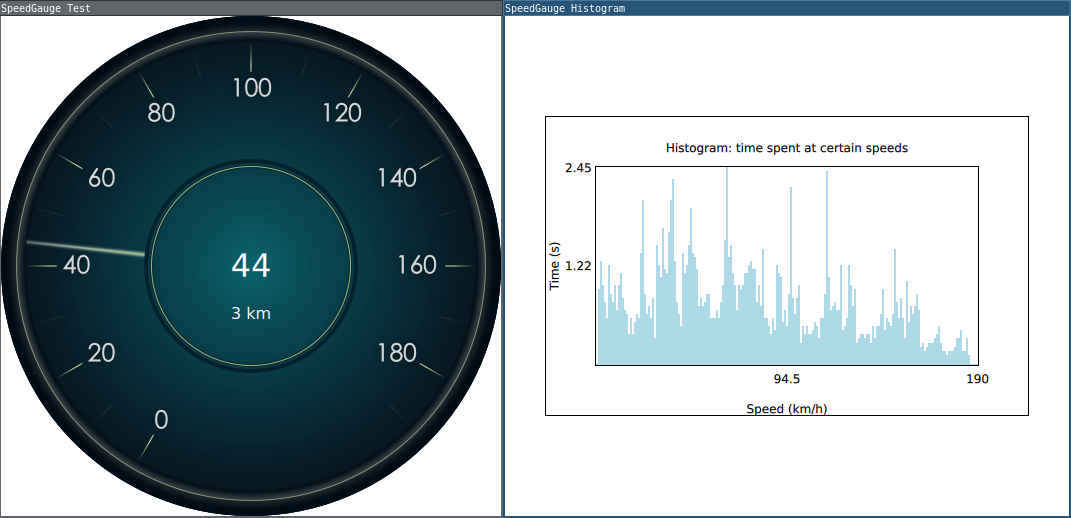 SpeedGauge Test
100
80
120
60
140
40
160
44
3 km
20
180
0
SpeedGauge Histogram
Histogram: time spent at certain speeds
2.45
Time (s)
1.22
94.5
190
Speed (km/h)